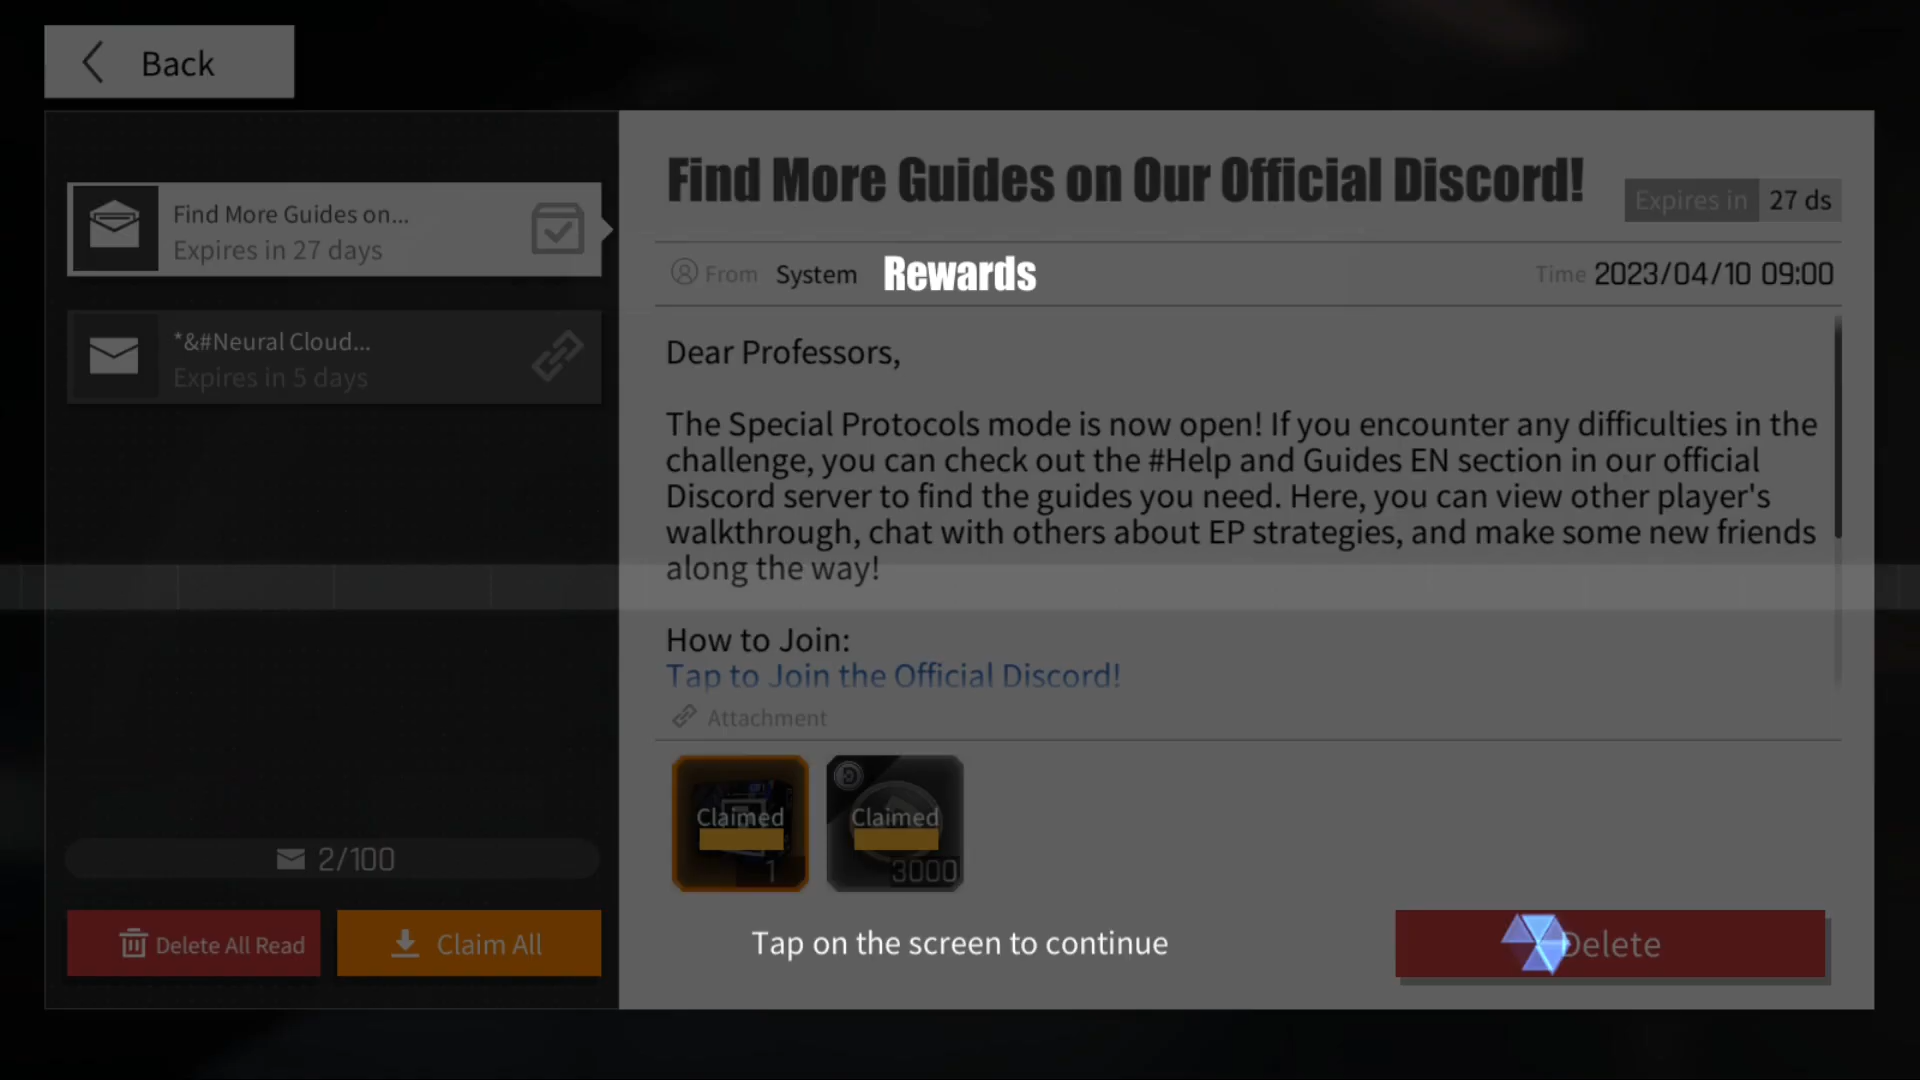 Back
Find More Guides on...
Expires in 27 days
*&#Neural Cloud...
Expires in 5 days
2/100
Delete All Read
Claim All
Find More Guides on Our Official Discord!
Expires in 27 ds
From System
Rewards
Time 2023/04/10 09:00
Dear Professors,
The Special Protocols mode is now open! If you encounter any difficulties in the
challenge, you can check out the #Help and Guides EN section in our official
Discord server to find the guides you need. Here, you can view other player's
walkthrough, chat with others about EP strategies, and make some new friends
along the way!
How to Join:
Tap to Join the Official Discord!
Attachment
Claimed
1
Claimed
3000
Tap on the screen to continue
Delete